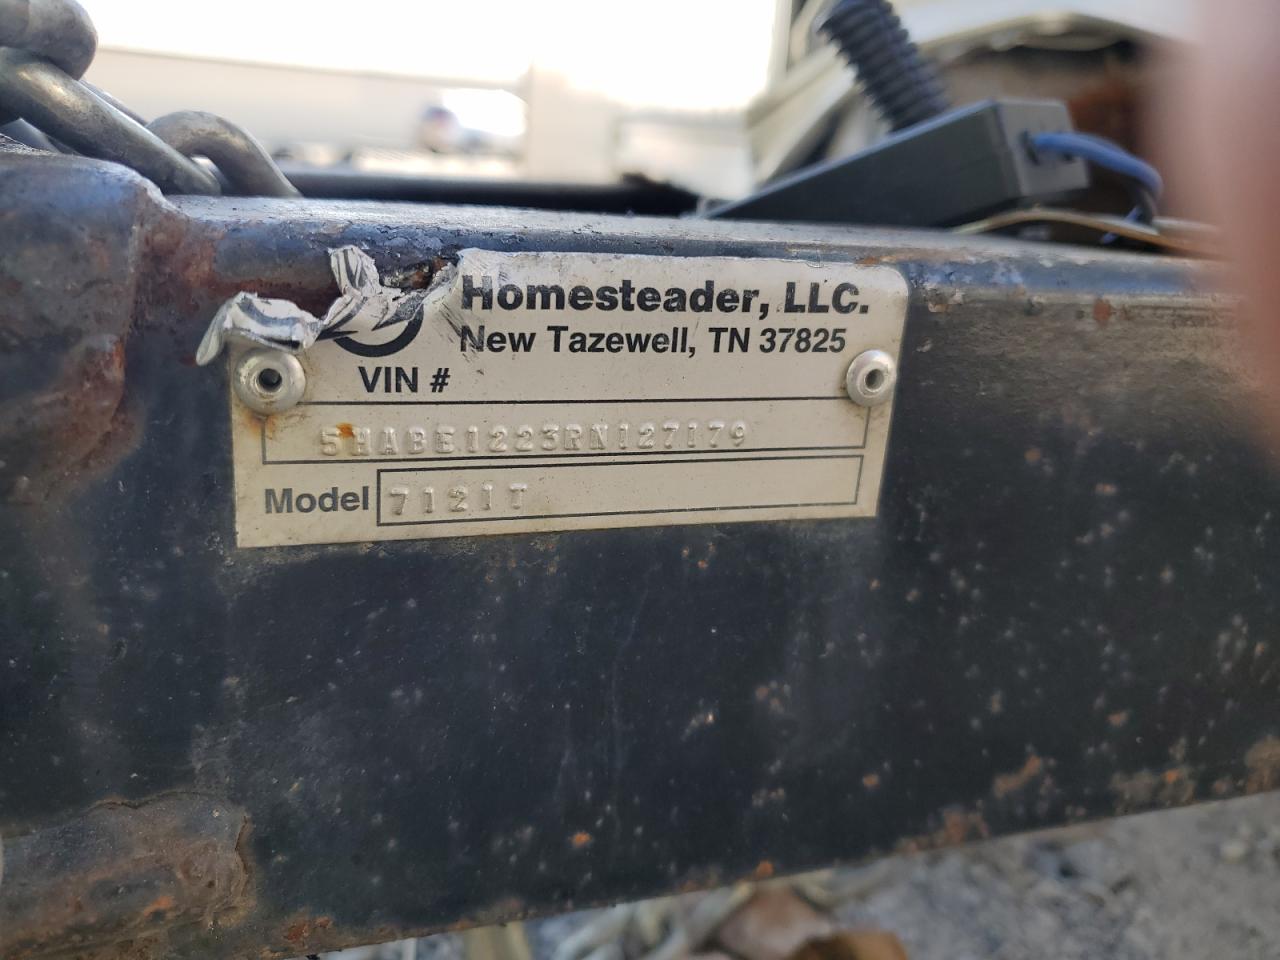 Homesteader, LLC.
New Tazewell, TN 37825
VIN #
5HABE1223RN127179
Model
7121T